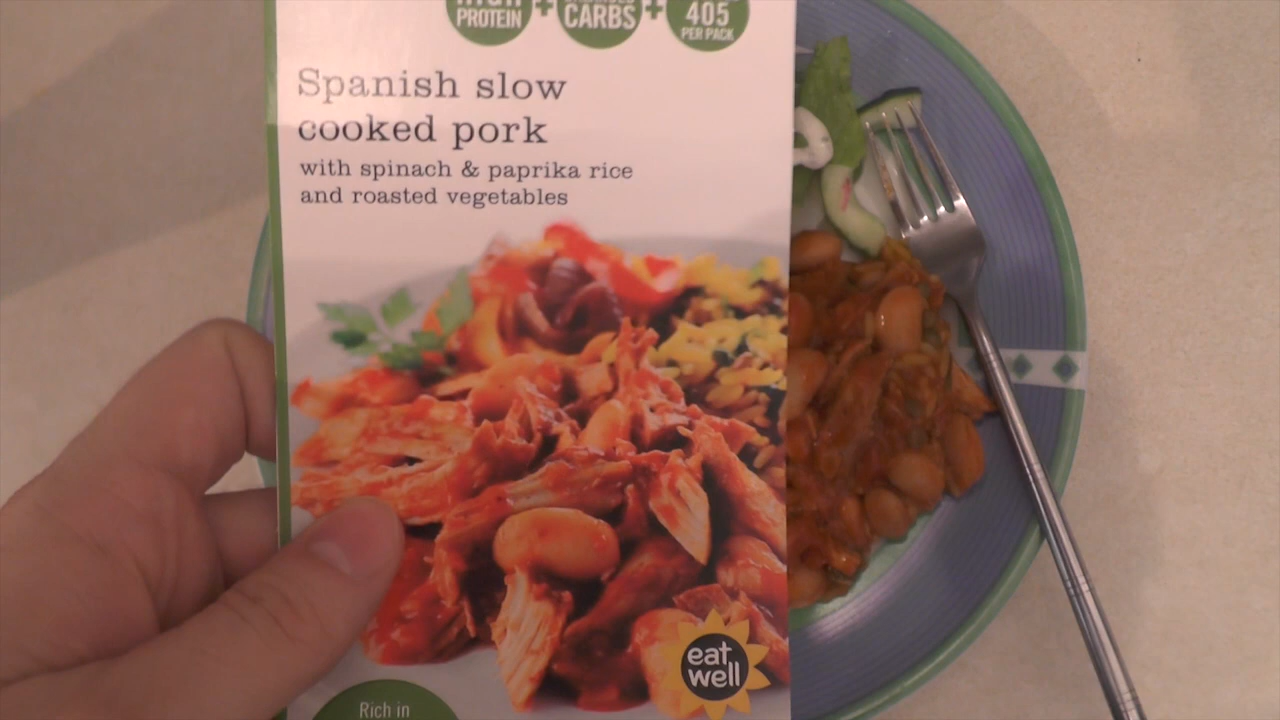 PROTEIN
+
CARBS
+
405
PER PACK
Spanish slow
cooked pork
with spinach & paprika rice
and roasted vegetables
eat
well
Rich in